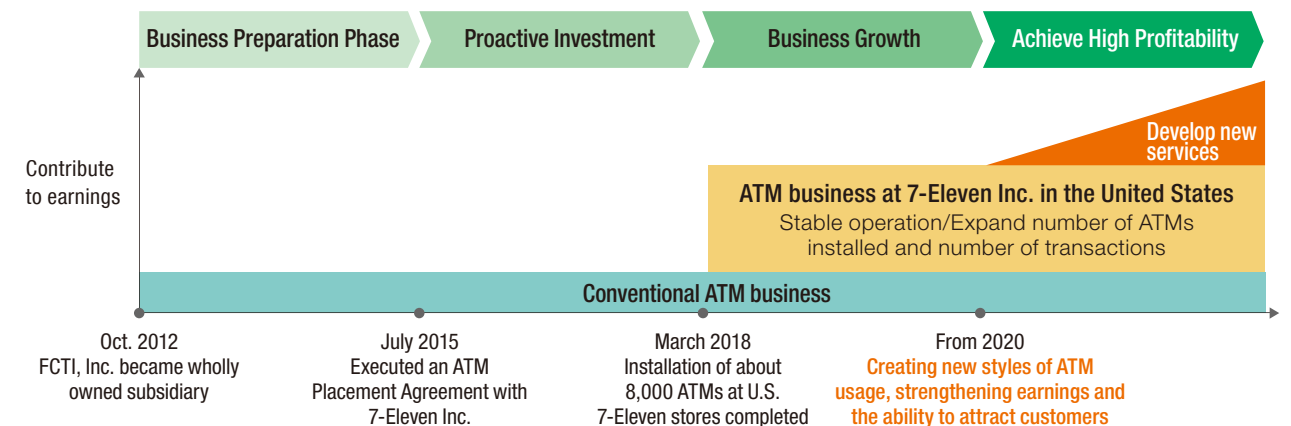 Business Preparation Phase
Proactive Investment
Business Growth
Achieve High Profitability
Contribute
to earnings
Develop new
services
ATM business at 7-Eleven Inc. in the United States
Stable operation/Expand number of ATMs
installed and number of transactions
Conventional ATM business
Oct. 2012
FCTI, Inc. became wholly
owned subsidiary
July 2015
Executed an ATM
Placement Agreement with
7-Eleven Inc.
March 2018
Installation of about
8,000 ATMs at U.S.
7-Eleven stores completed
From 2020
Creating new styles of ATM
usage, strengthening earnings and
the ability to attract customers